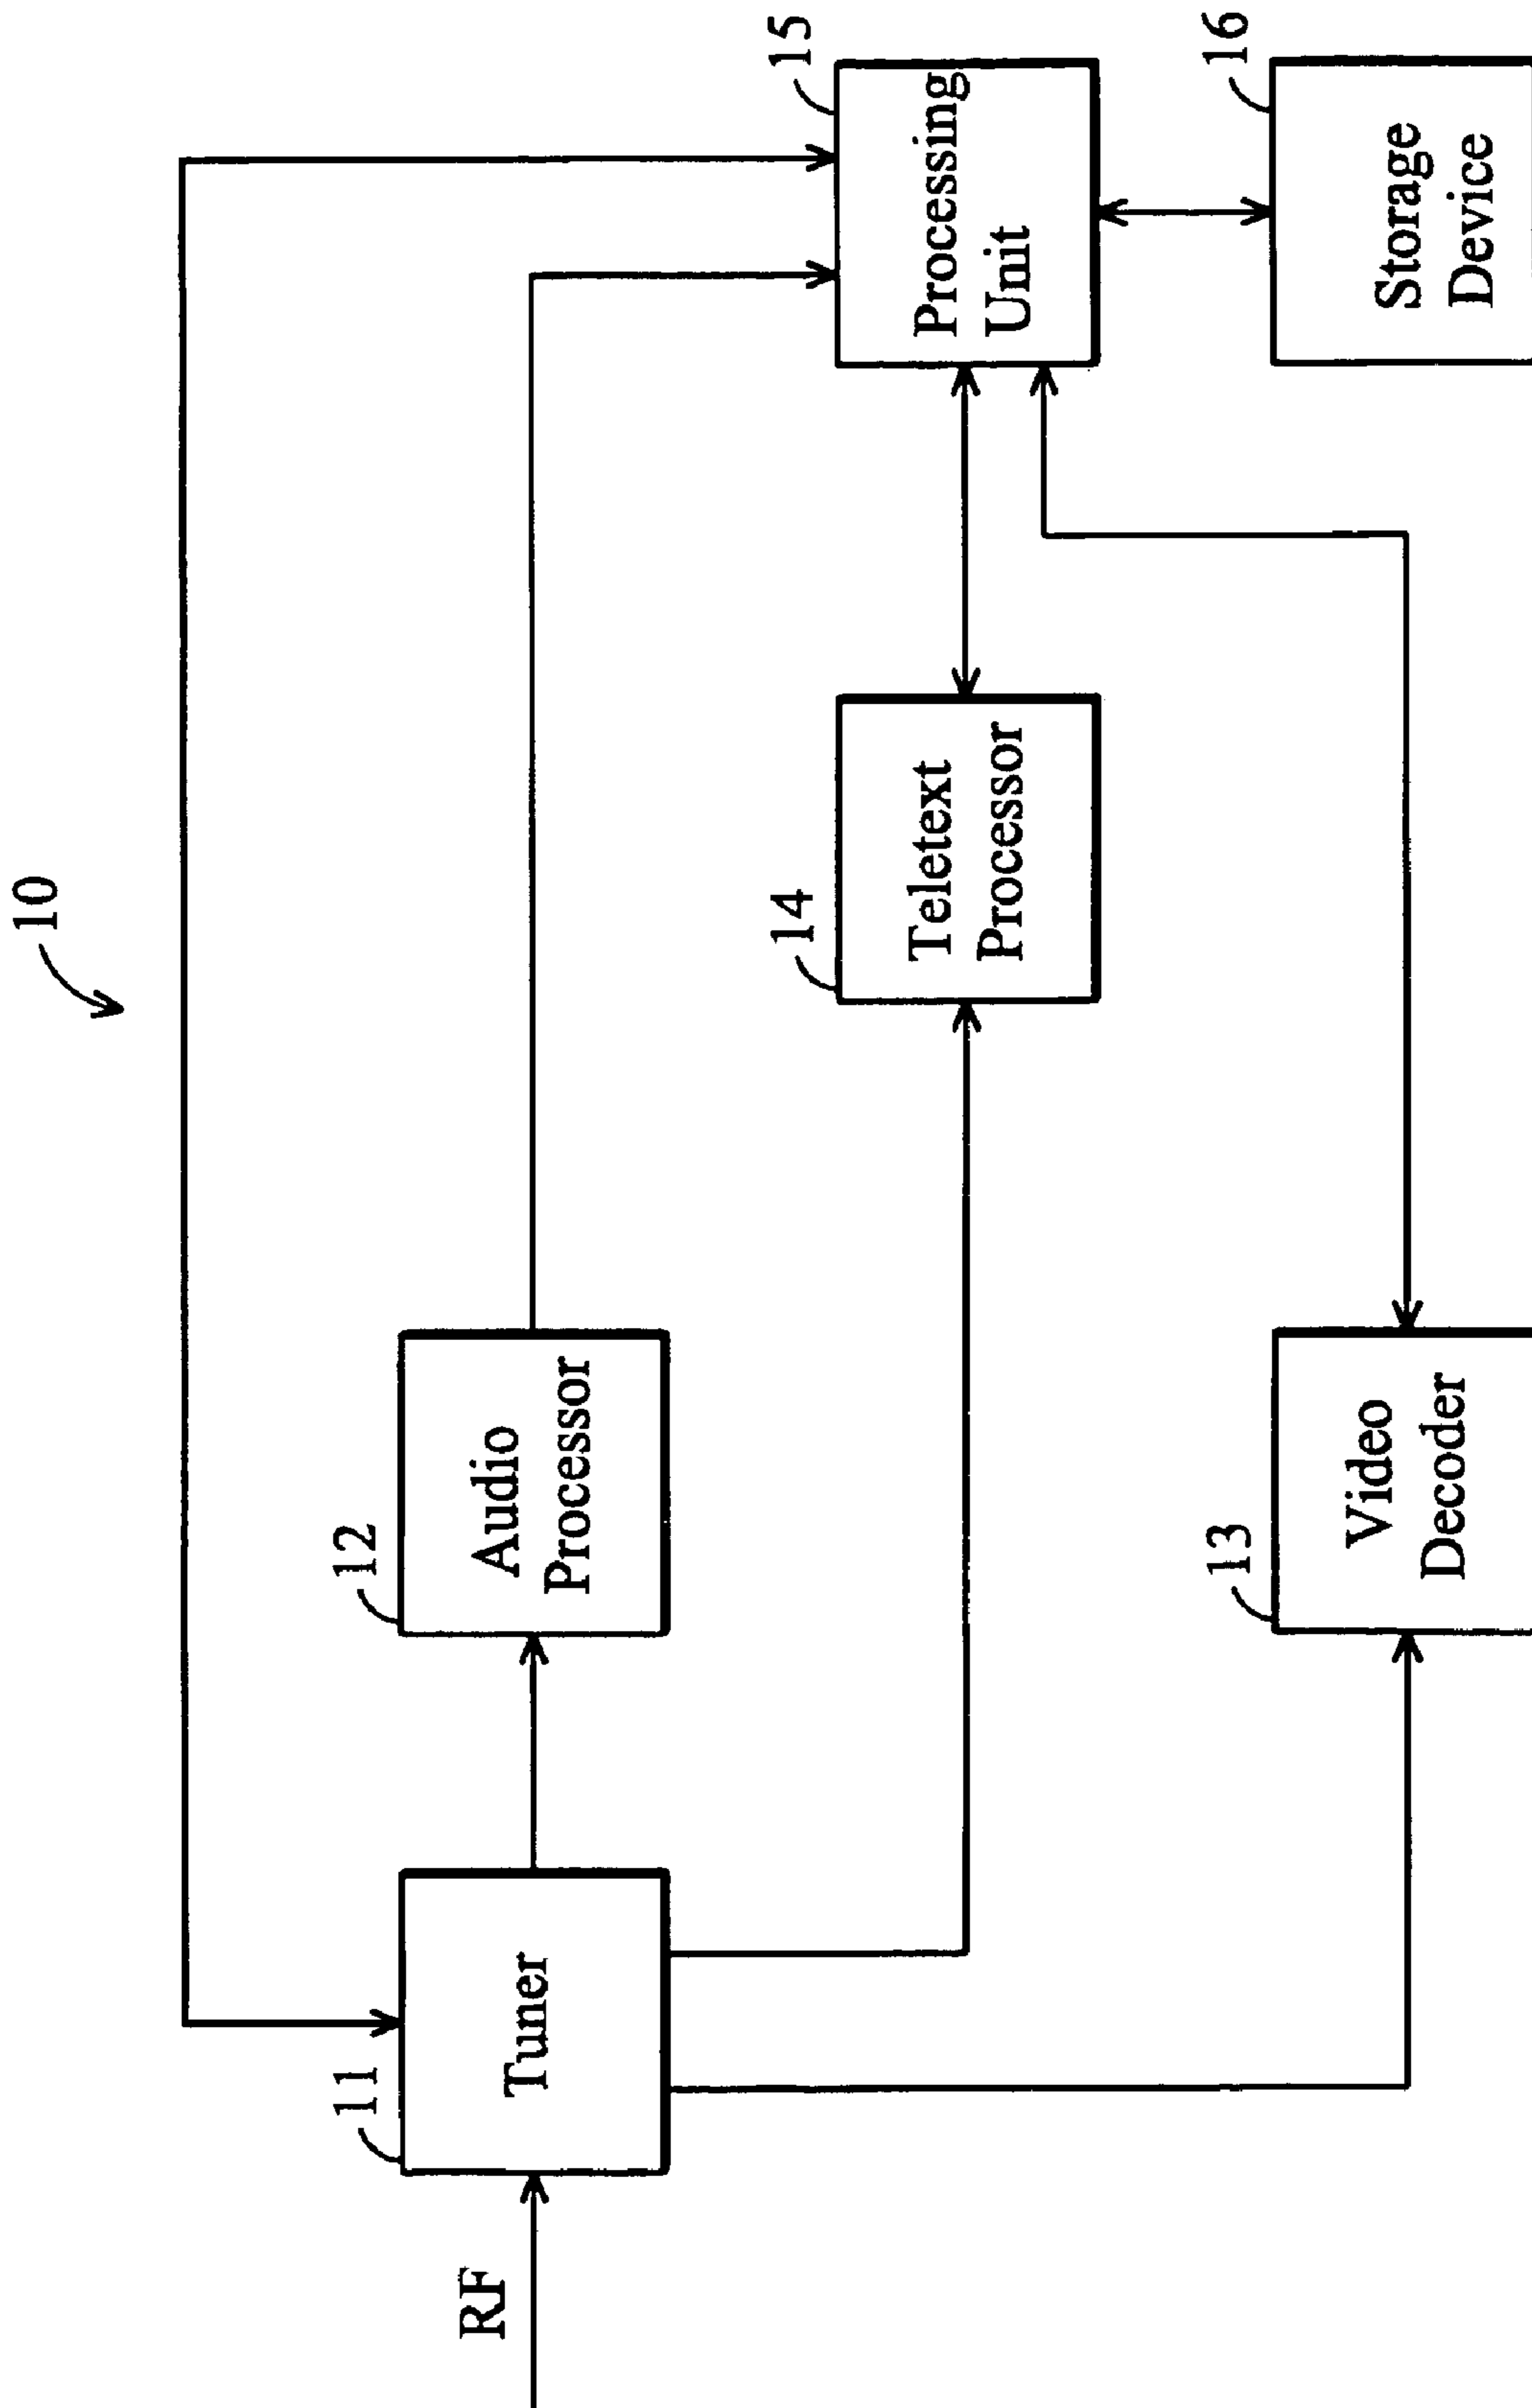 10
RF
11
Tuner
12
Audio
Processor
14
Teletext
Processor
13
Video
Decoder
15
Processing
Unit
16
Storage
Device